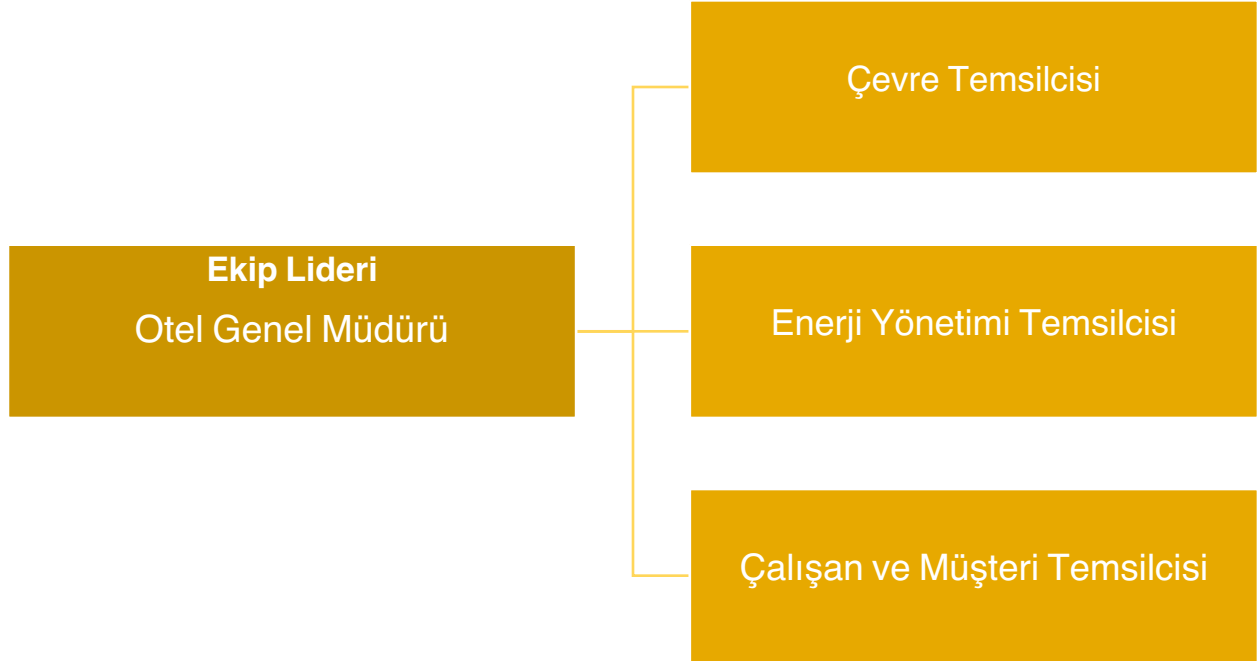 Çevre Temsilcisi
Ekip Lideri
Otel Genel Müdürü
Enerji Yönetimi Temsilcisi
Çalışan ve Müşteri Temsilcisi